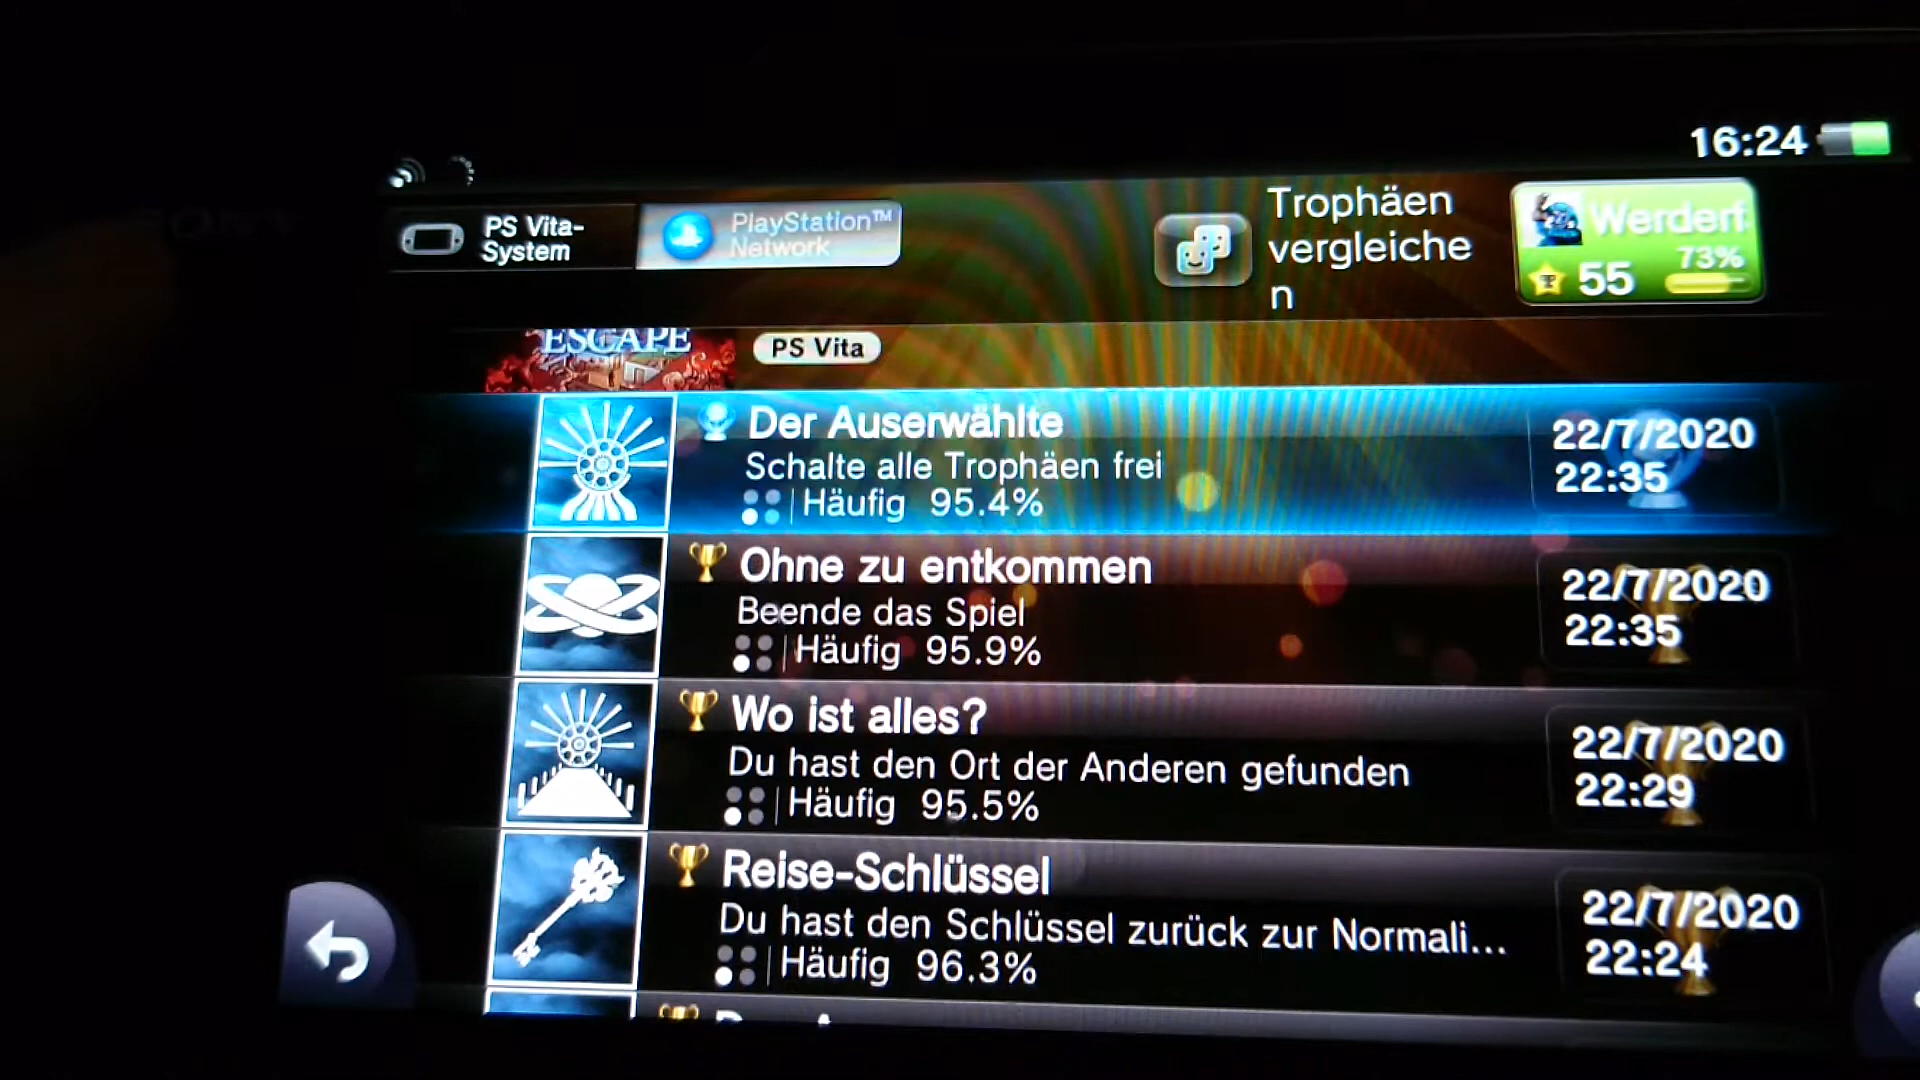 16:24
PS Vita-
System
PlayStation™
Network
Trophäen
vergleiche
n
Werderf
55
73%
ESCAPE
PS Vita
Der Auserwählte
Schalte alle Trophäen frei
Häufig 95.4%
22/7/2020
22:35
Ohne zu entkommen
Beende das Spiel
Häufig 95.9%
22/7/2020
22:35
Wo ist alles?
Du hast den Ort der Anderen gefunden
Häufig 95.5%
22/7/2020
22:29
Reise-Schlüssel
Du hast den Schlüssel zurück zur Normali...
Häufig 96.3%
22/7/2020
22:24